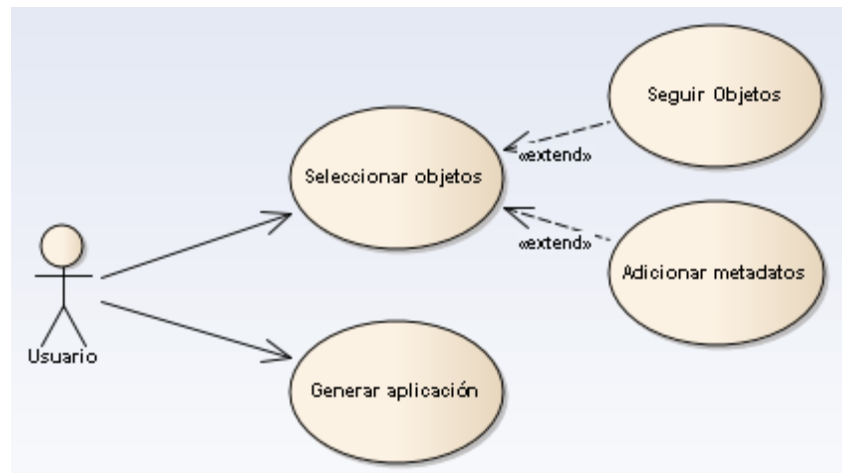 Seguir Objetos
«extend»
Seleccionar objetos
«extend»
Adicionar metadatos
Usuario
Generar aplicación